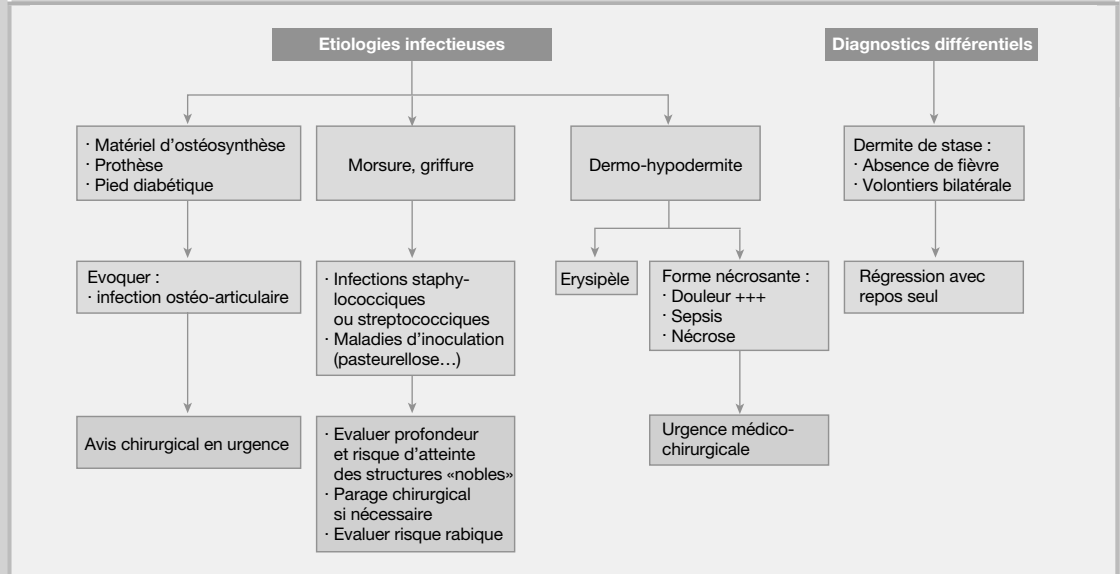 Etiologies infectieuses
Diagnostics différentiels
· Matériel d'ostéosynthèse
· Prothèse
· Pied diabétique
Morsure, griffure
Dermo-hypodermite
Dermite de stase :
· Absence de fièvre
· Volontiers bilatérale
Evoquer :
· infection ostéo-articulaire
· Infections staphy-
lococciques
ou streptococciques
· Maladies d'inoculation
(pasteurellose…)
Erysipèle
Forme nécrosante :
· Douleur +++
· Sepsis
· Nécrose
Régression avec
repos seul
Avis chirurgical en urgence
· Evaluer profondeur
et risque d'atteinte
des structures «nobles»
· Parage chirurgical
si nécessaire
· Evaluer risque rabique
Urgence médico-
chirurgicale